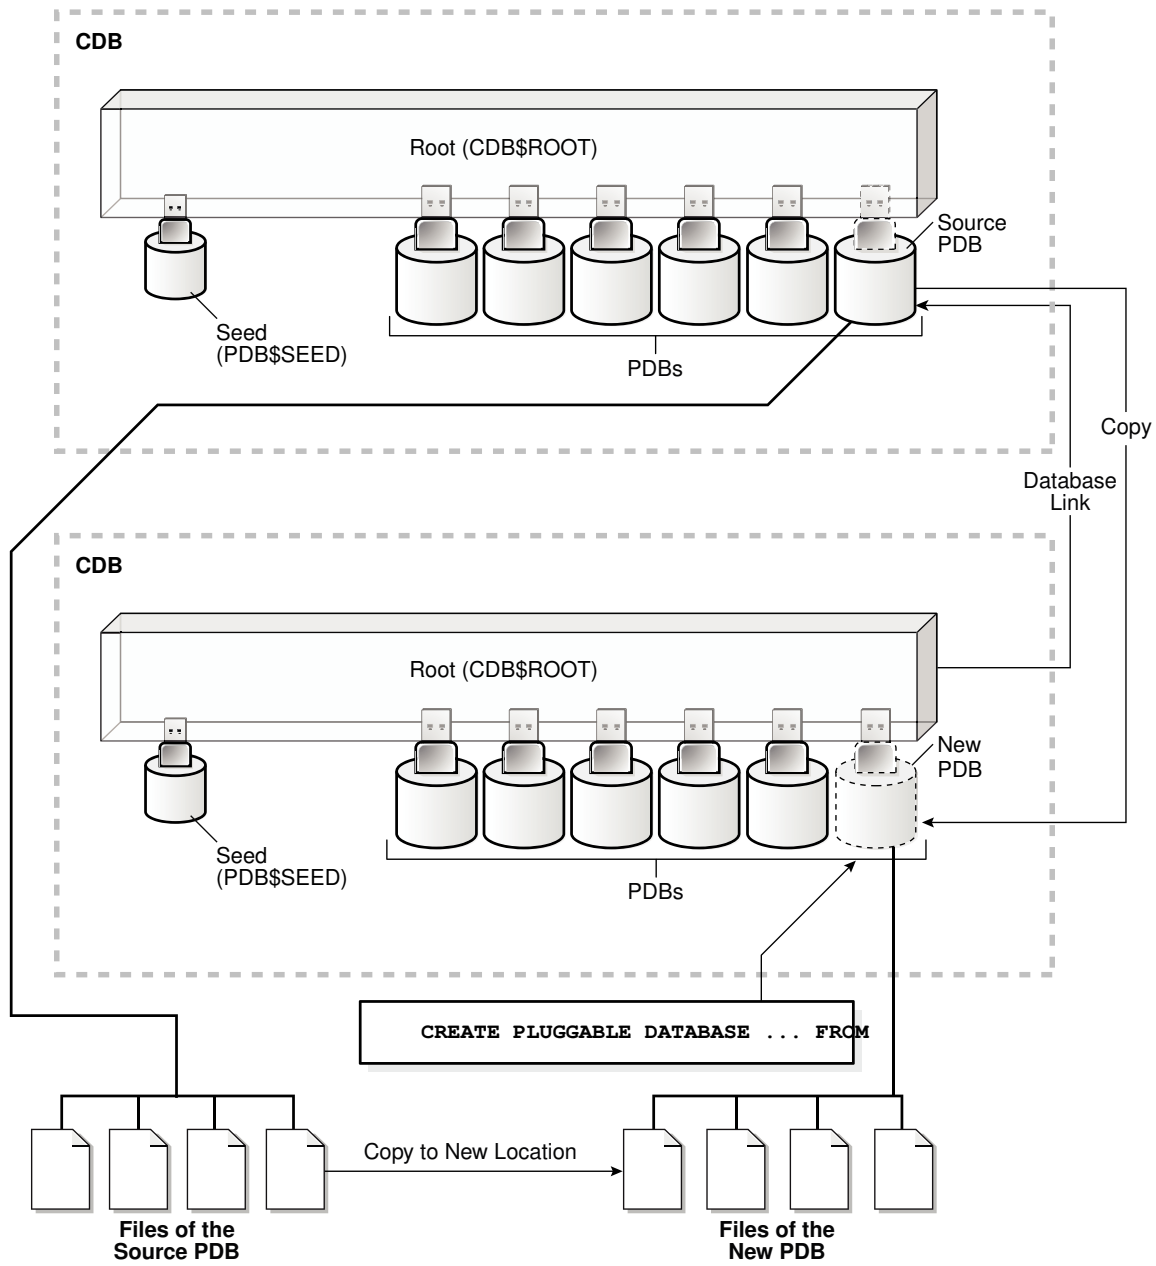 CDB
Root (CDB$ROOT)
Source
PDB
Seed
(PDB$SEED)
PDBs
Copy
Database
Link
CDB
Root (CDB$ROOT)
New
PDB
Seed
(PDB$SEED)
PDBs
CREATE PLUGGABLE DATABASE ... FROM
Copy to New Location
Files of the
Source PDB
Files of the
New PDB